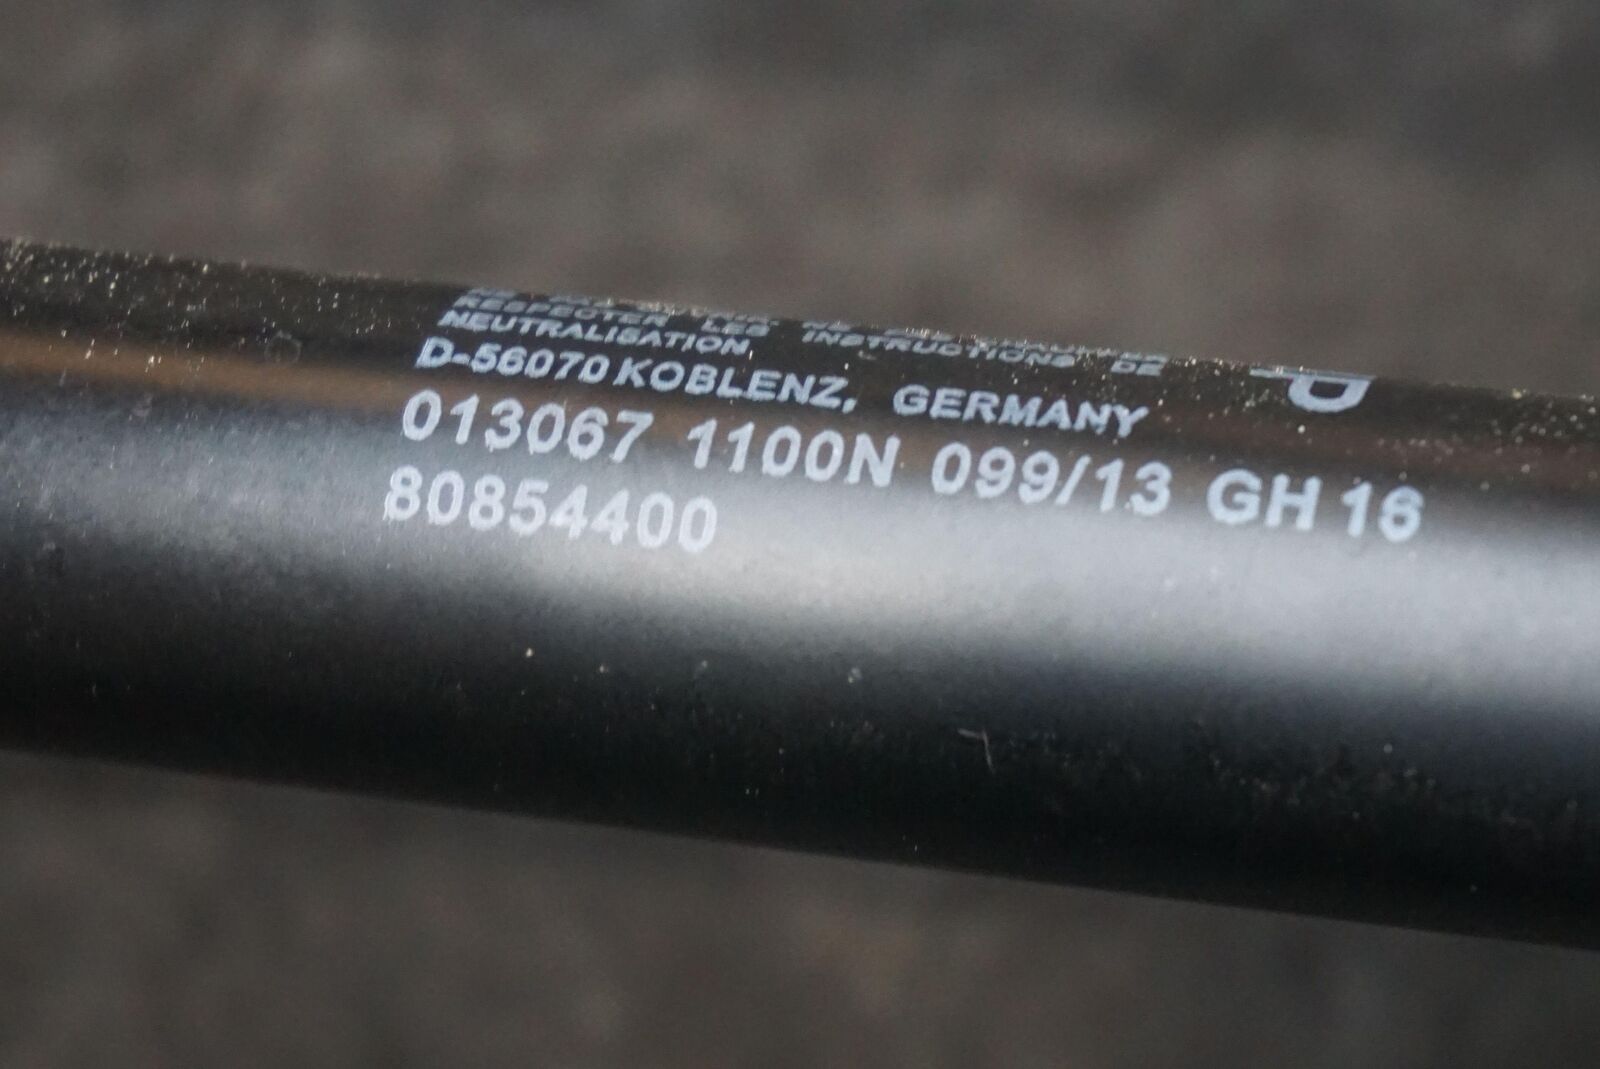 RESPECTER LES INSTRUCTIONS DE
NEUTRALISATION
D-56070 KOBLENZ, GERMANY
013067 1100N 099/13 GH 16
80854400